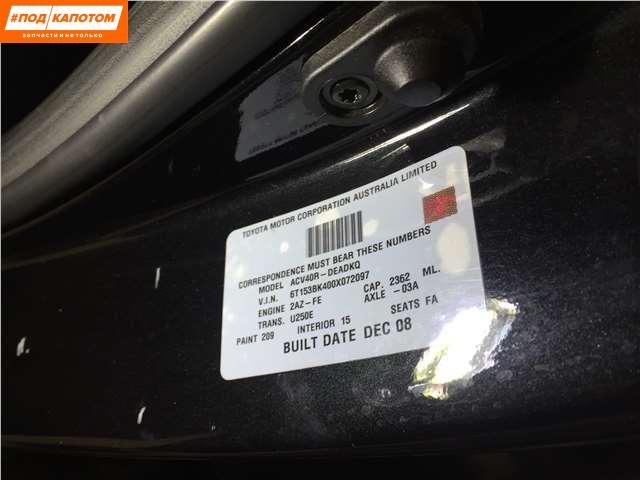 #ПОД КАПОТОМ
запчасти и не только
TOYOTA MOTOR CORPORATION AUSTRALIA LIMITED
CORRESPONDENCE MUST BEAR THESE NUMBERS
MODEL ACV40R-DEADKQ
V.I.N. 6T153BK400X072097
ENGINE 2AZ-FE CAP. 2362 ML.
TRANS. U250E AXLE -03A
PAINT 209 INTERIOR 15 SEATS FA
BUILT DATE DEC 08